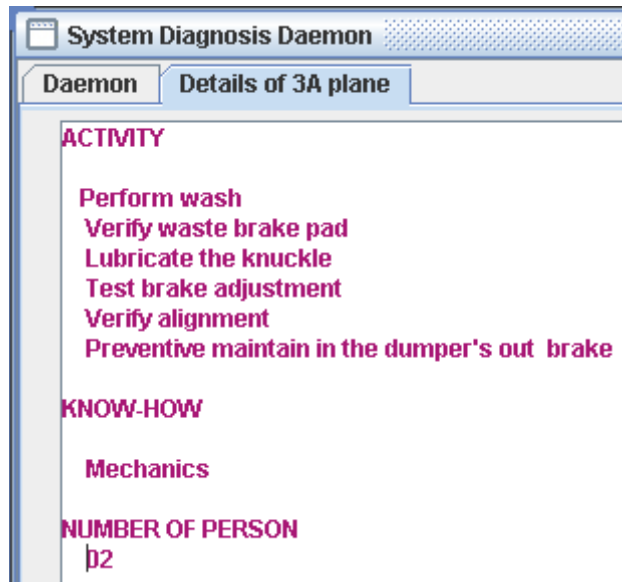 System Diagnosis Daemon
Daemon Details of 3A plane
ACTIVITY
Perform wash
Verify waste brake pad
Lubricate the knuckle
Test brake adjustment
Verify alignment
Preventive maintain in the dumper's out brake
KNOW-HOW
Mechanics
NUMBER OF PERSON
02